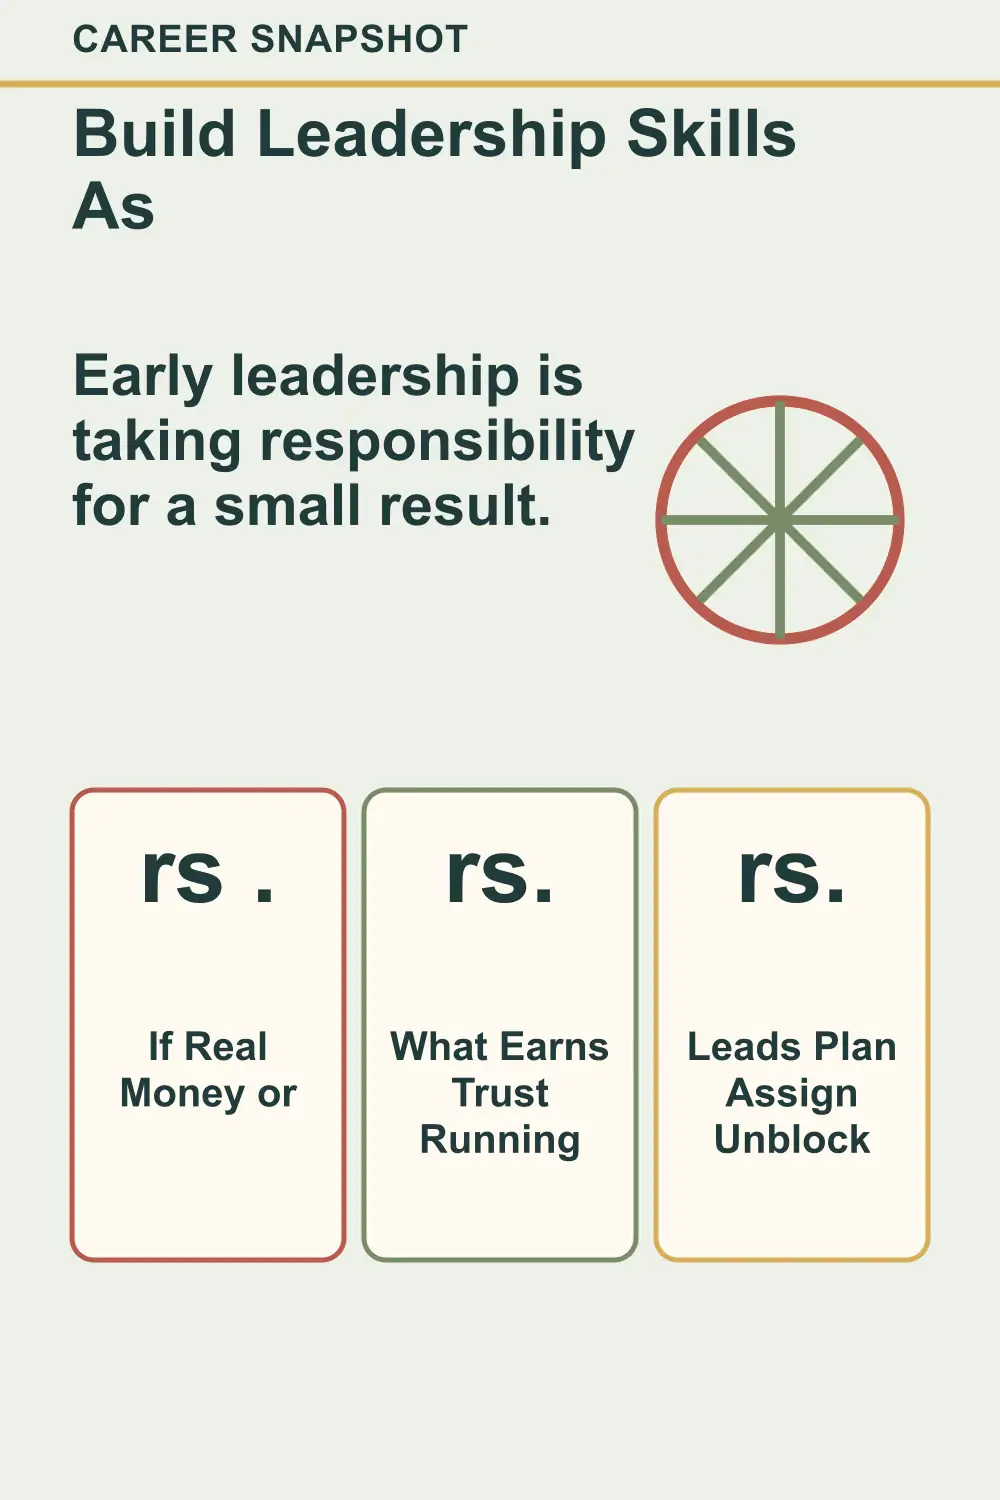 CAREER SNAPSHOT
Build Leadership Skills
As
Early leadership is
taking responsibility
for a small result.
rs .
If Real
Money or
rs.
What Earns
Trust
Running
rs.
Leads Plan
Assign
Unblock